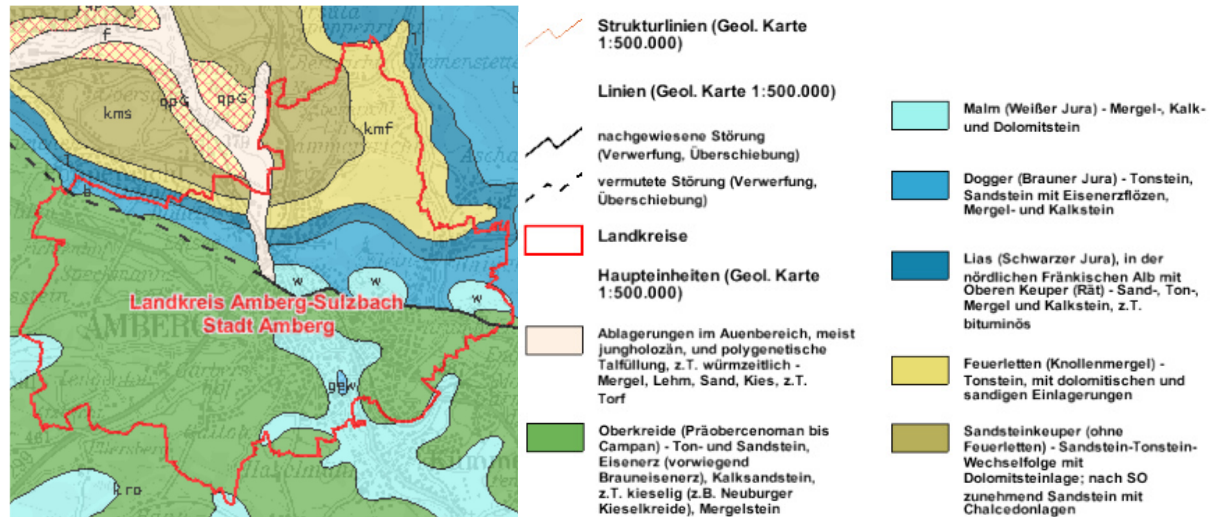 f
qpG
qpG
kms
kmf
b
w
w
w
Landkreis Amberg-Sulzbach
Stadt Amberg
AMBERG
gew
kro
Strukturlinien (Geol. Karte
1:500.000)
Linien (Geol. Karte 1:500.000)
nachgewiesene Störung
(Verwerfung, Überschiebung)
vermutete Störung (Verwerfung,
Überschiebung)
Landkreise
Haupteinheiten (Geol. Karte
1:500.000)
Ablagerungen im Auenbereich, meist
jungholozän, und polygenetische
Talfüllung, z.T. würmzeitlich -
Mergel, Lehm, Sand, Kies, z.T.
Torf
Oberkreide (Präobercenoman bis
Campan) - Ton- und Sandstein,
Eisenerz (vorwiegend
Brauneisenerz), Kalksandstein,
z.T. kieselig (z.B. Neuburger
Kieselkreide), Mergelstein
Malm (Weißer Jura) - Mergel-, Kalk-
und Dolomitstein
Dogger (Brauner Jura) - Tonstein,
Sandstein mit Eisenerzflözen,
Mergel- und Kalkstein
Lias (Schwarzer Jura), in der
nördlichen Fränkischen Alb mit
Oberen Keuper (Rät) - Sand-, Ton-,
Mergel und Kalkstein, z.T.
bituminös
Feuerletten (Knollenmergel) -
Tonstein, mit dolomitischen und
sandigen Einlagerungen
Sandsteinkeuper (ohne
Feuerletten) - Sandstein-Tonstein-
Wechselfolge mit
Dolomitsteinlage; nach SO
zunehmend Sandstein mit
Chalcedonlagen